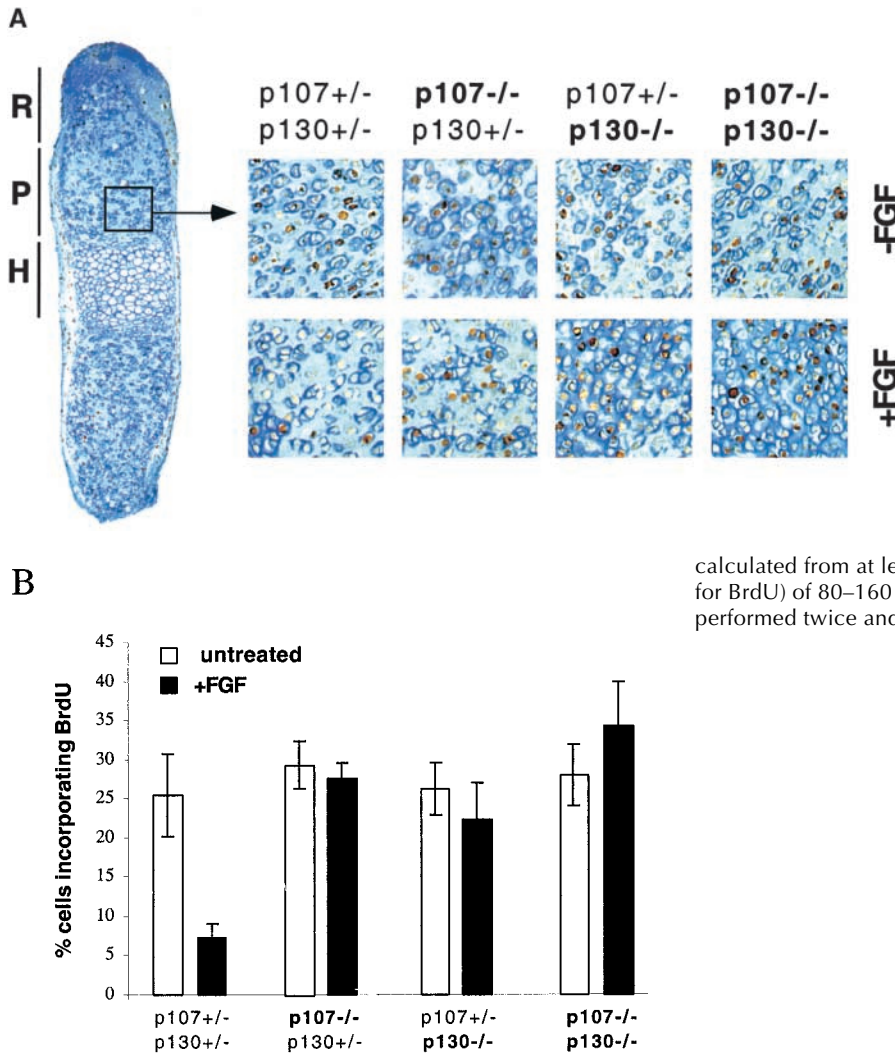 A
R
P
H
p107+/- p107-/- p107+/- p107-/-
p130+/- p130+/- p130-/- p130-/-
-FGF
+FGF
calculated from at le
for BrdU) of 80–160
performed twice and
B
% cells incorporating BrdU
45
40
35
30
25
20
15
10
5
0
untreated
+FGF
p107+/- p107-/- p107+/- p107-/-
p130+/- p130+/- p130-/- p130-/-